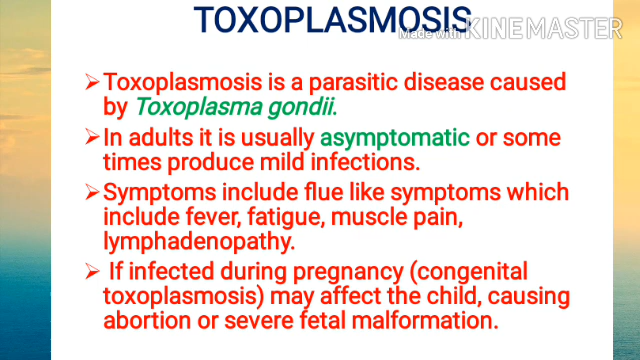 TOXOPLASMOSIS
Made with KINEMASTER
➢Toxoplasmosis is a parasitic disease caused
by Toxoplasma gondii.
➢In adults it is usually asymptomatic or some
times produce mild infections.
➢Symptoms include flue like symptoms which
include fever, fatigue, muscle pain,
lymphadenopathy.
➢ If infected during pregnancy (congenital
toxoplasmosis) may affect the child, causing
abortion or severe fetal malformation.